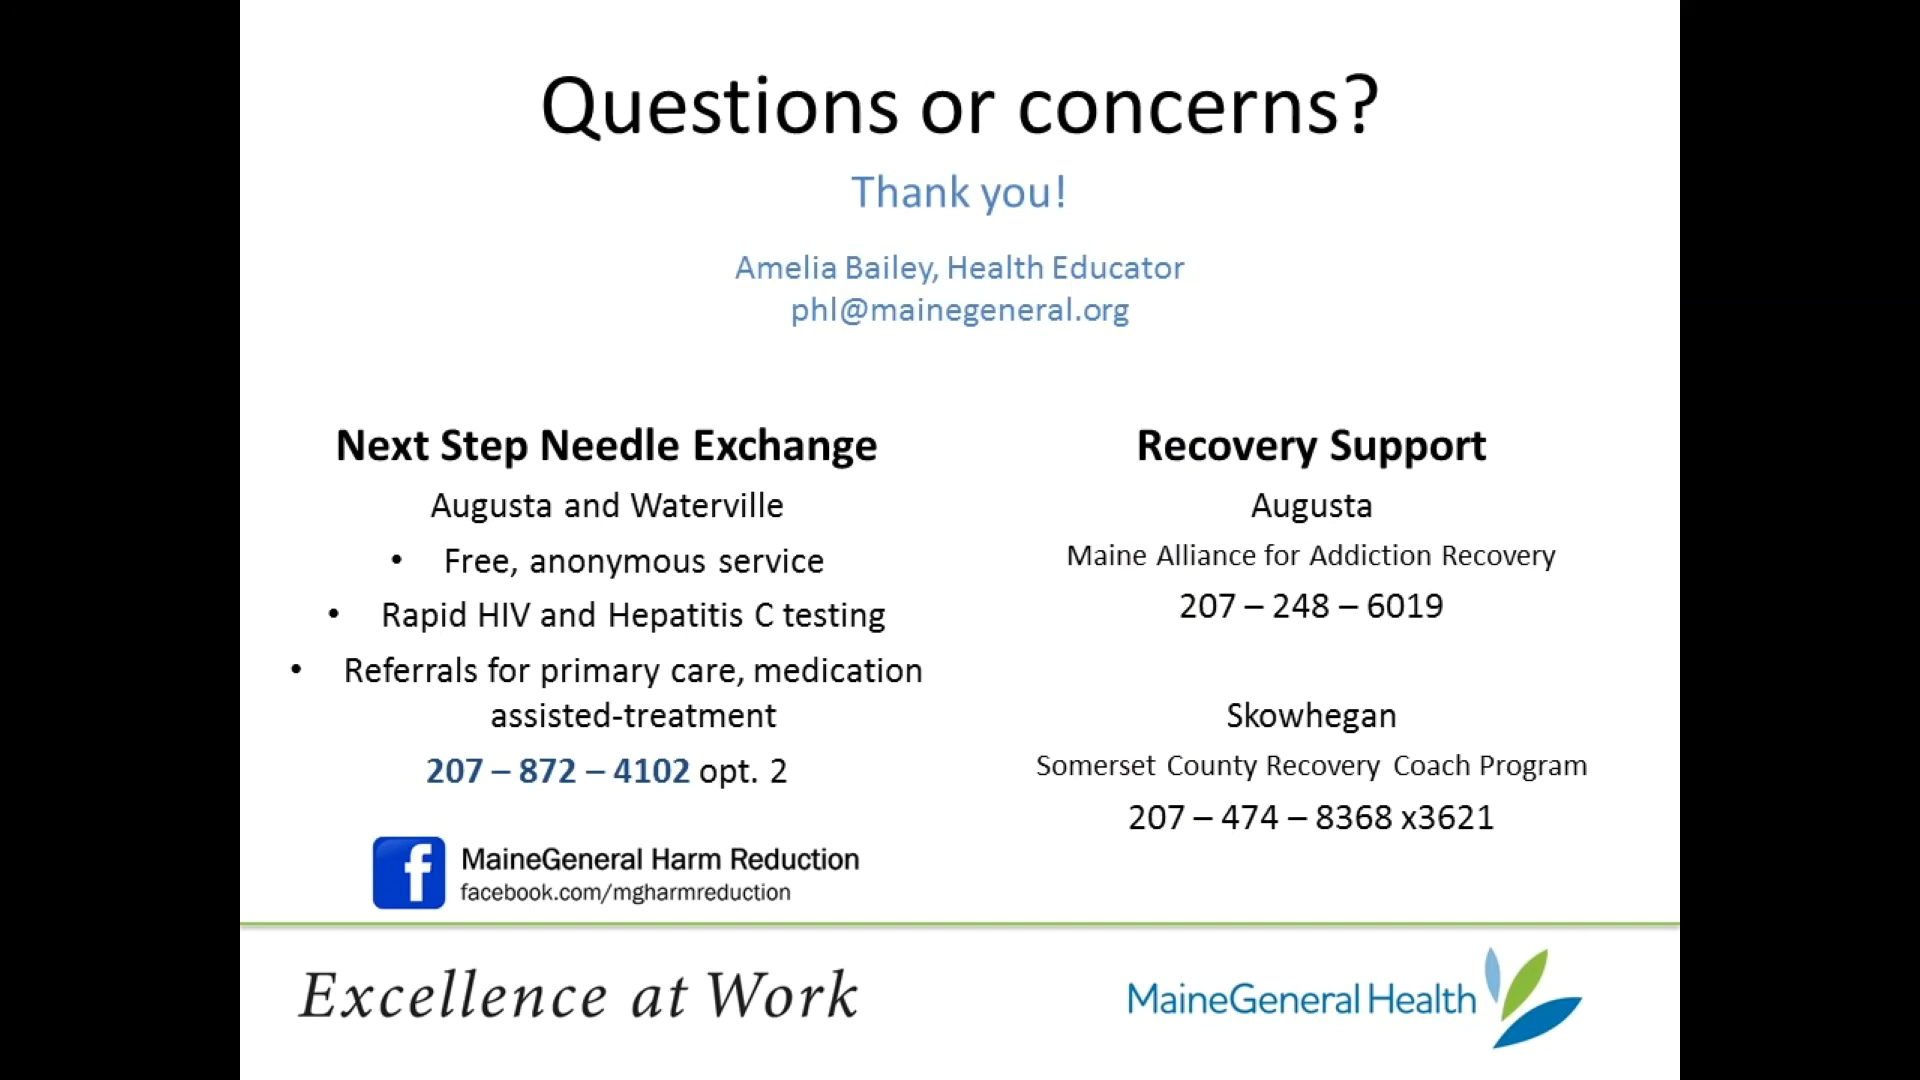 Questions or concerns?
Thank you!
Amelia Bailey, Health Educator
phl@mainegeneral.org
Next Step Needle Exchange
Augusta and Waterville
• Free, anonymous service
• Rapid HIV and Hepatitis C testing
• Referrals for primary care, medication
assisted-treatment
207 – 872 – 4102 opt. 2
MaineGeneral Harm Reduction
facebook.com/mgharmreduction
Recovery Support
Augusta
Maine Alliance for Addiction Recovery
207 – 248 – 6019
Skowhegan
Somerset County Recovery Coach Program
207 – 474 – 8368 x3621
Excellence at Work
MaineGeneral Health